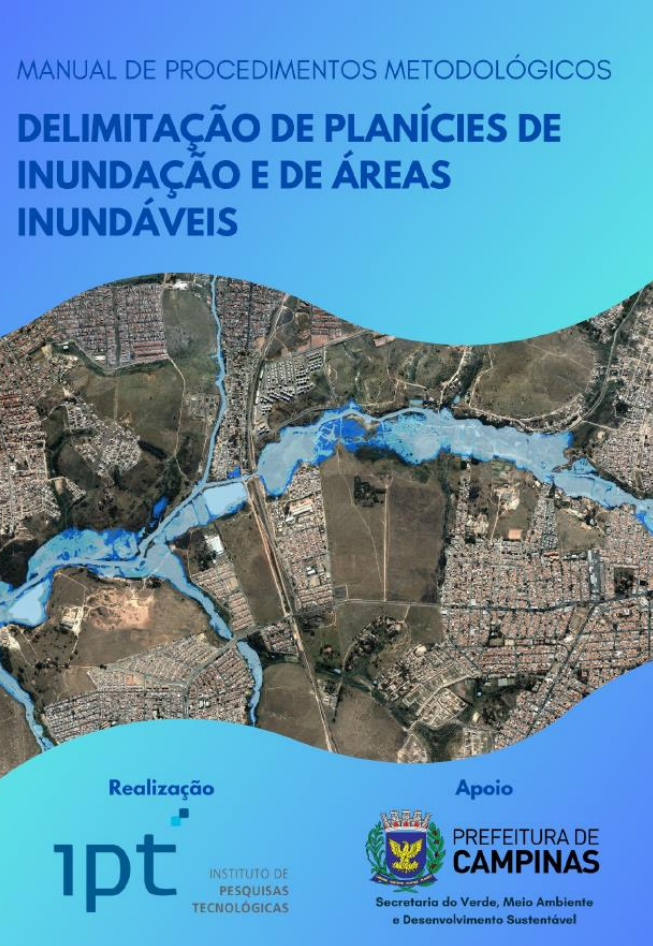 MANUAL DE PROCEDIMENTOS METODOLÓGICOS
DELIMITAÇÃO DE PLANÍCIES DE
INUNDAÇÃO E DE ÁREAS
INUNDÁVEIS
Realização
Apoio
ipt
INSTITUTO DE
PESQUISAS
TECNOLÓGICAS
PREFEITURA DE
CAMPINAS
Secretaria do Verde, Meio Ambiente
e Desenvolvimento Sustentável